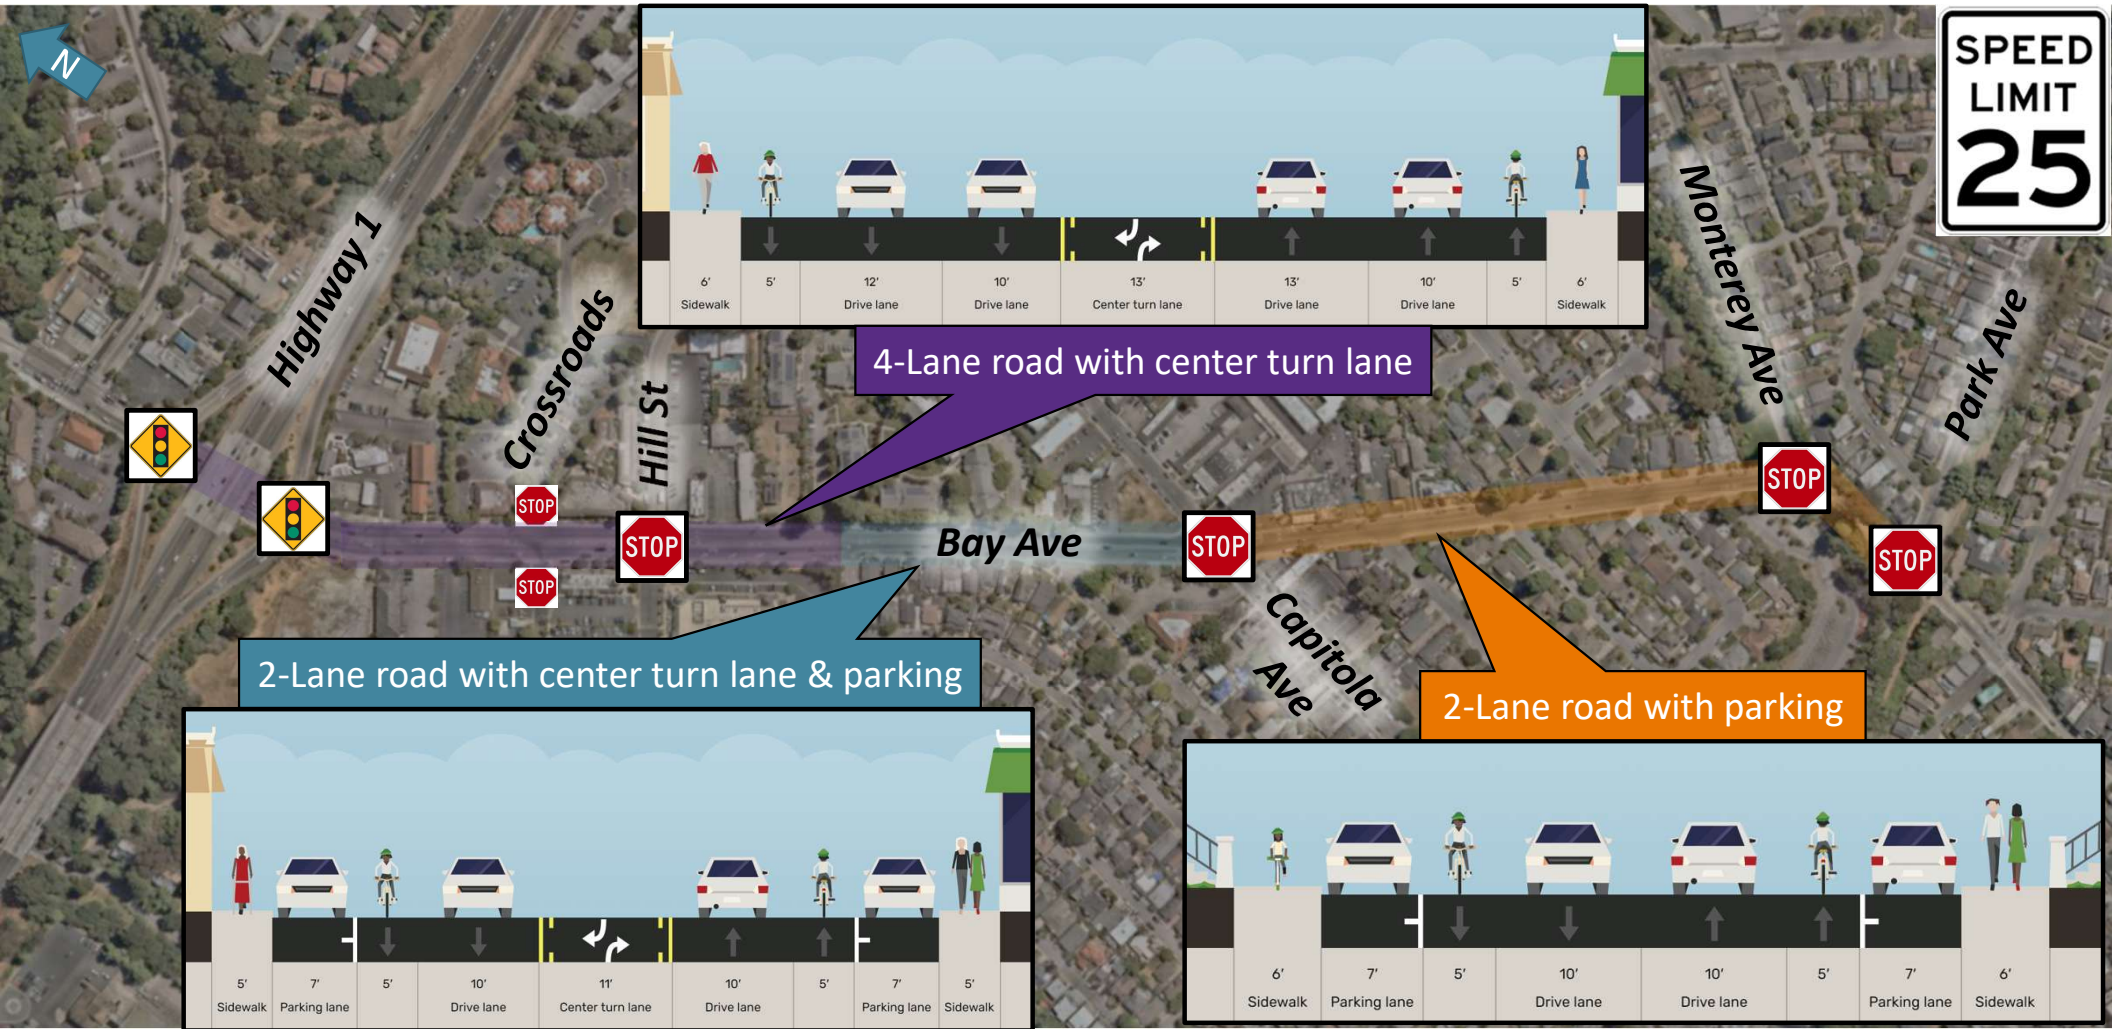 N
SPEED
LIMIT
25
6' 5' 12' 10' 13' 13' 10' 5' 6'
Sidewalk Drive lane Drive lane Center turn lane Drive lane Drive lane Sidewalk
4-Lane road with center turn lane
Highway 1
Crossroads
Hill St
Monterey Ave
Park Ave
STOP
STOP
STOP
STOP
STOP
STOP
Bay Ave
Capitola
Ave
2-Lane road with center turn lane & parking
5' 7' 5' 10' 11' 10' 5' 7' 5'
Sidewalk Parking lane Drive lane Center turn lane Drive lane Parking lane Sidewalk
2-Lane road with parking
6' 7' 5' 10' 10' 5' 7' 6'
Sidewalk Parking lane Drive lane Drive lane Parking lane Sidewalk